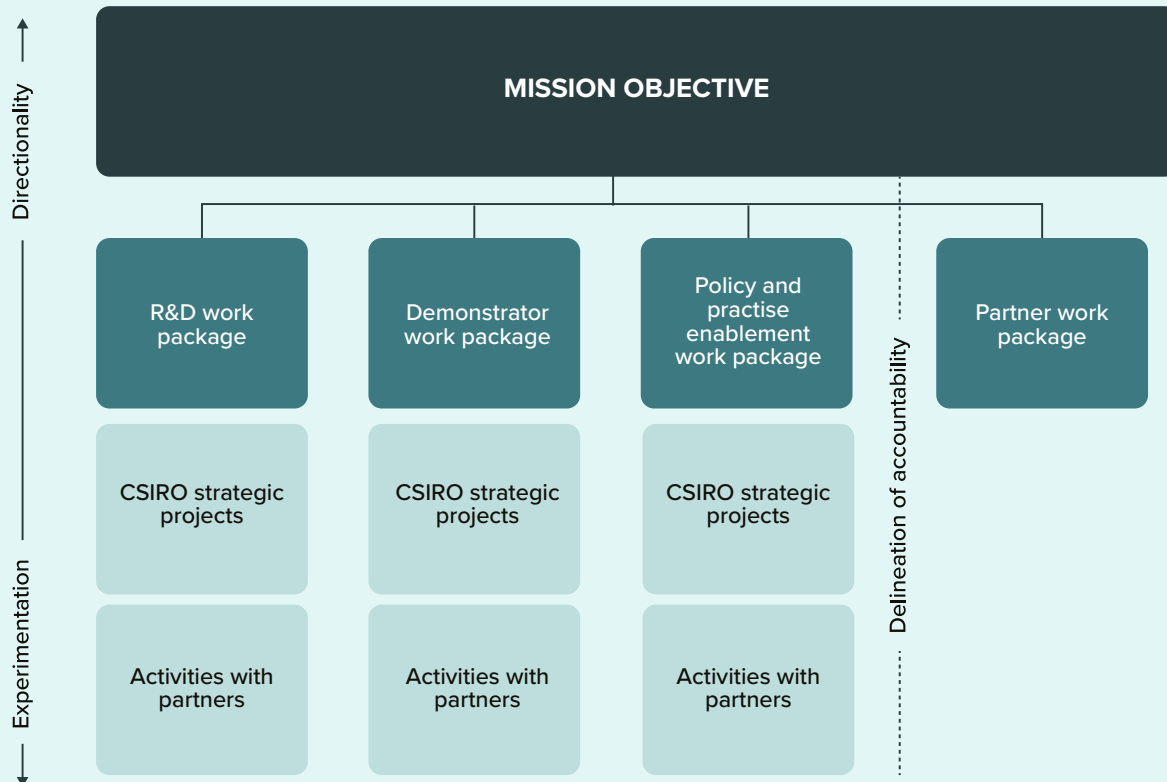 MISSION OBJECTIVE
Directionality
Experimentation
R&D work
package
Demonstrator
work package
Policy and
practise
enablement
work package
Delineation of accountability
Partner work
package
CSIRO strategic
projects
CSIRO strategic
projects
CSIRO strategic
projects
Activities with
partners
Activities with
partners
Activities with
partners